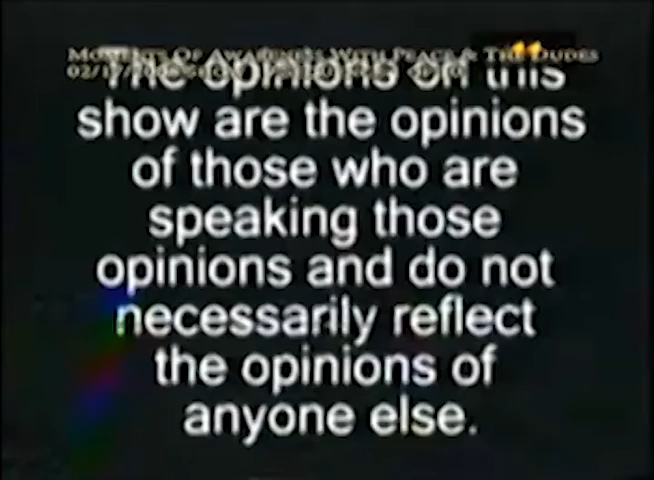 Moments Of Awareness With Peace & The Dudes
The opinions on this
show are the opinions
of those who are
speaking those
opinions and do not
necessarily reflect
the opinions of
anyone else.